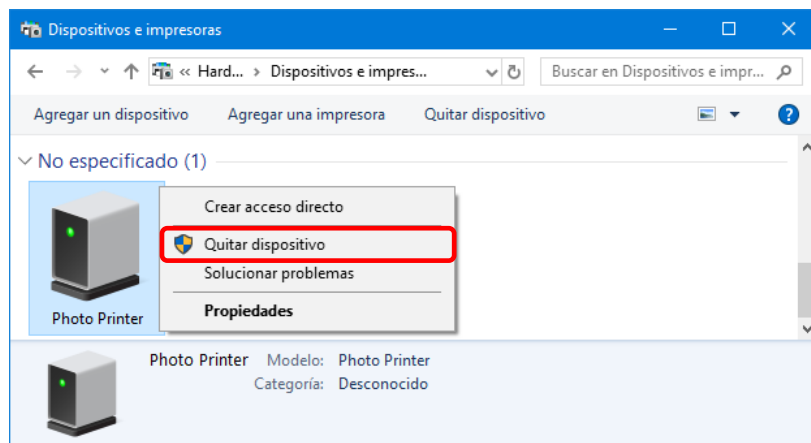 Dispositivos e impresoras
« Hard... > Dispositivos e impres...
Buscar en Dispositivos e impr...
Agregar un dispositivo Agregar una impresora Quitar dispositivo
No especificado (1)
Crear acceso directo
Quitar dispositivo
Solucionar problemas
Propiedades
Photo Printer
Photo Printer Modelo: Photo Printer
Categoría: Desconocido